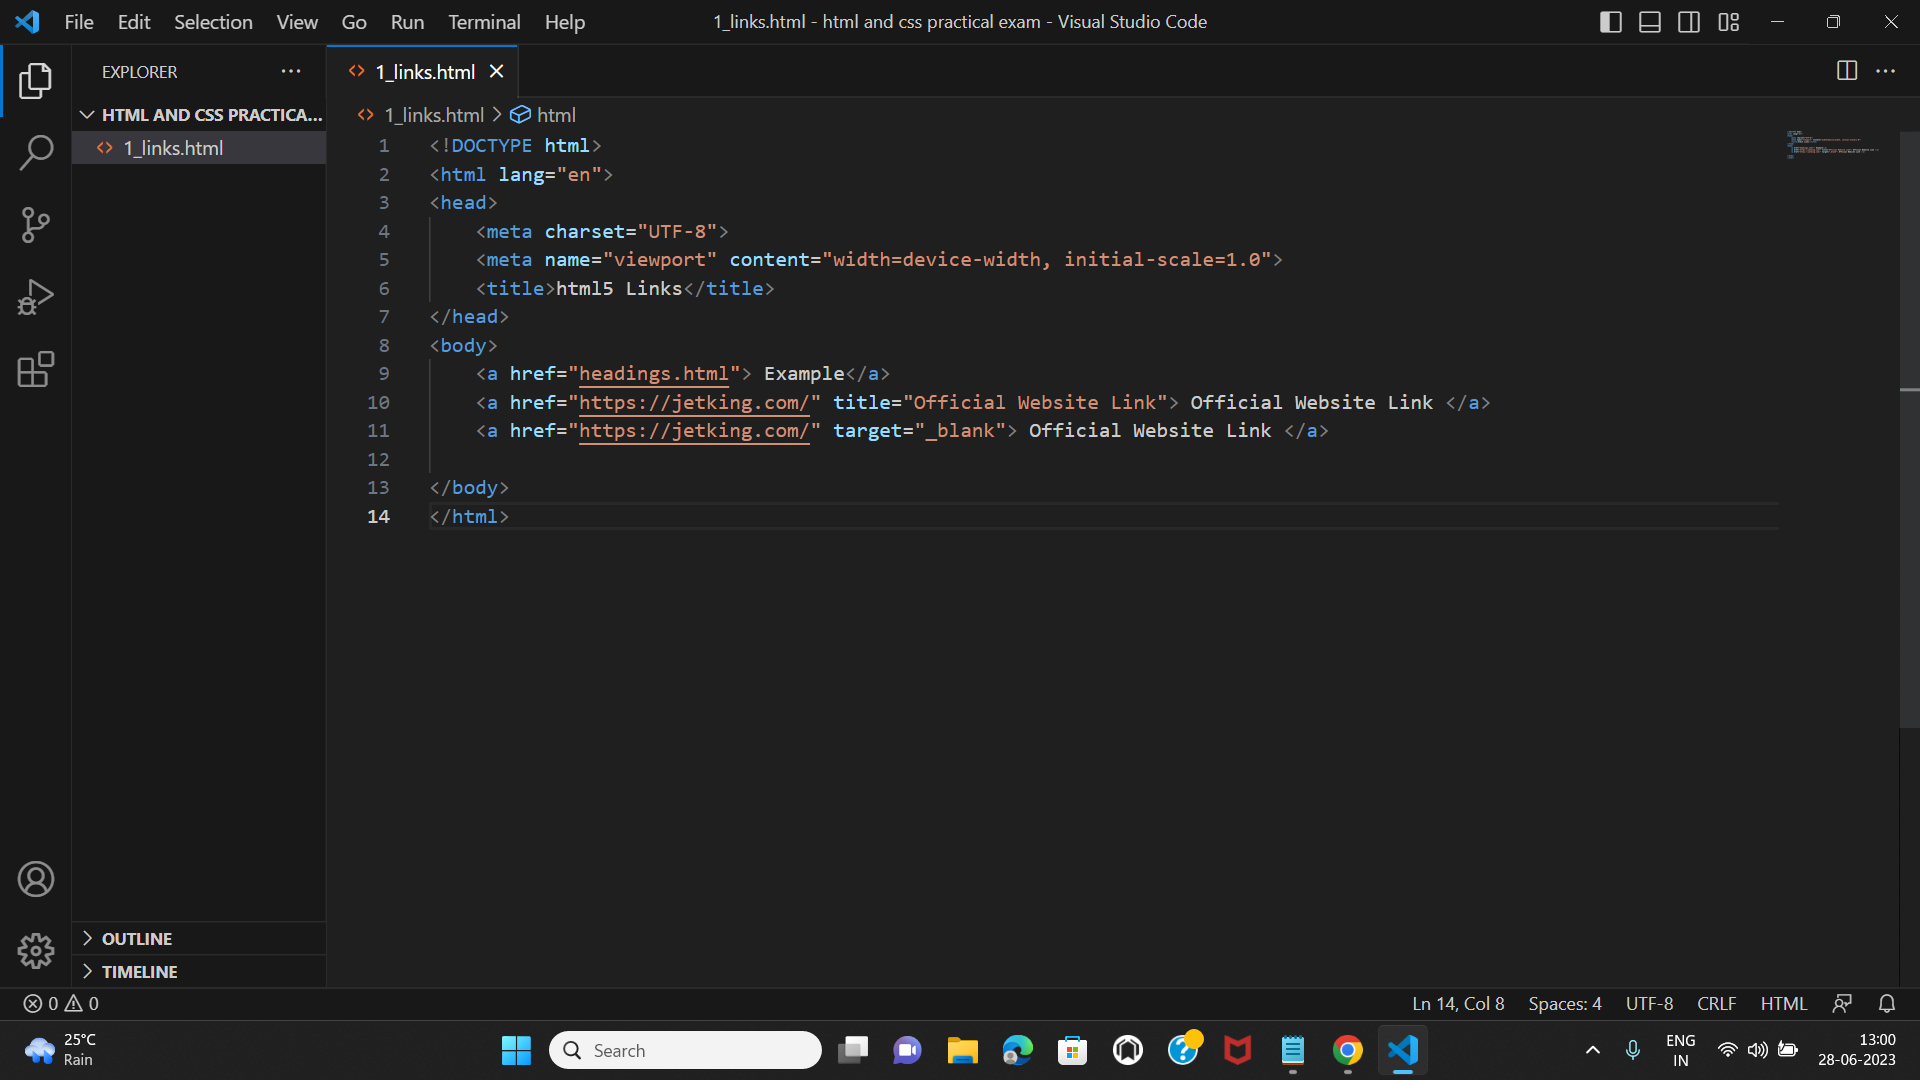 File Edit Selection View Go Run Terminal Help
1_links.html - html and css practical exam - Visual Studio Code
EXPLORER
HTML AND CSS PRACTICA...
1_links.html
OUTLINE
TIMELINE
1_links.html
1_links.html > html
1 <!DOCTYPE html>
2 <html lang="en">
3 <head>
4     <meta charset="UTF-8">
5     <meta name="viewport" content="width=device-width, initial-scale=1.0">
6     <title>html5 Links</title>
7 </head>
8 <body>
9     <a href="headings.html"> Example</a>
10     <a href="https://jetking.com/" title="Official Website Link"> Official Website Link </a>
11     <a href="https://jetking.com/" target="_blank"> Official Website Link </a>
12
13 </body>
14 </html>
0 0
Ln 14, Col 8 Spaces: 4 UTF-8 CRLF HTML
25°C
Rain
Search
ENG
IN
13:00
28-06-2023